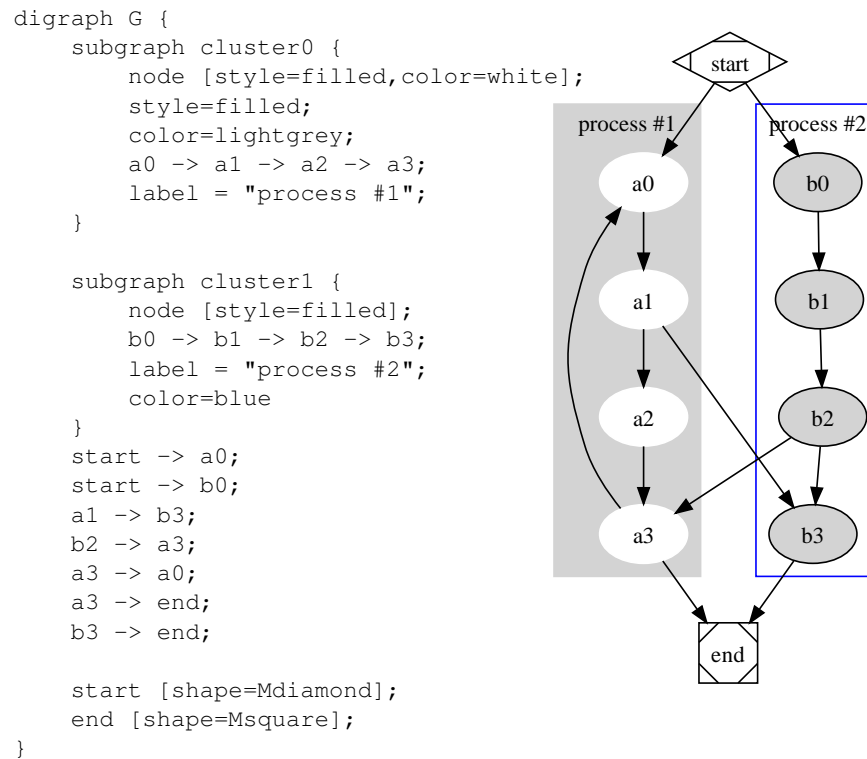 digraph G {
    subgraph cluster0 {
        node [style=filled,color=white];
        style=filled;
        color=lightgrey;
        a0 -> a1 -> a2 -> a3;
        label = "process #1";
    }

    subgraph cluster1 {
        node [style=filled];
        b0 -> b1 -> b2 -> b3;
        label = "process #2";
        color=blue
    }
    start -> a0;
    start -> b0;
    a1 -> b3;
    b2 -> a3;
    a3 -> a0;
    a3 -> end;
    b3 -> end;

    start [shape=Mdiamond];
    end [shape=Msquare];
}
start
process #1
process #2
a0
b0
a1
b1
a2
b2
a3
b3
end